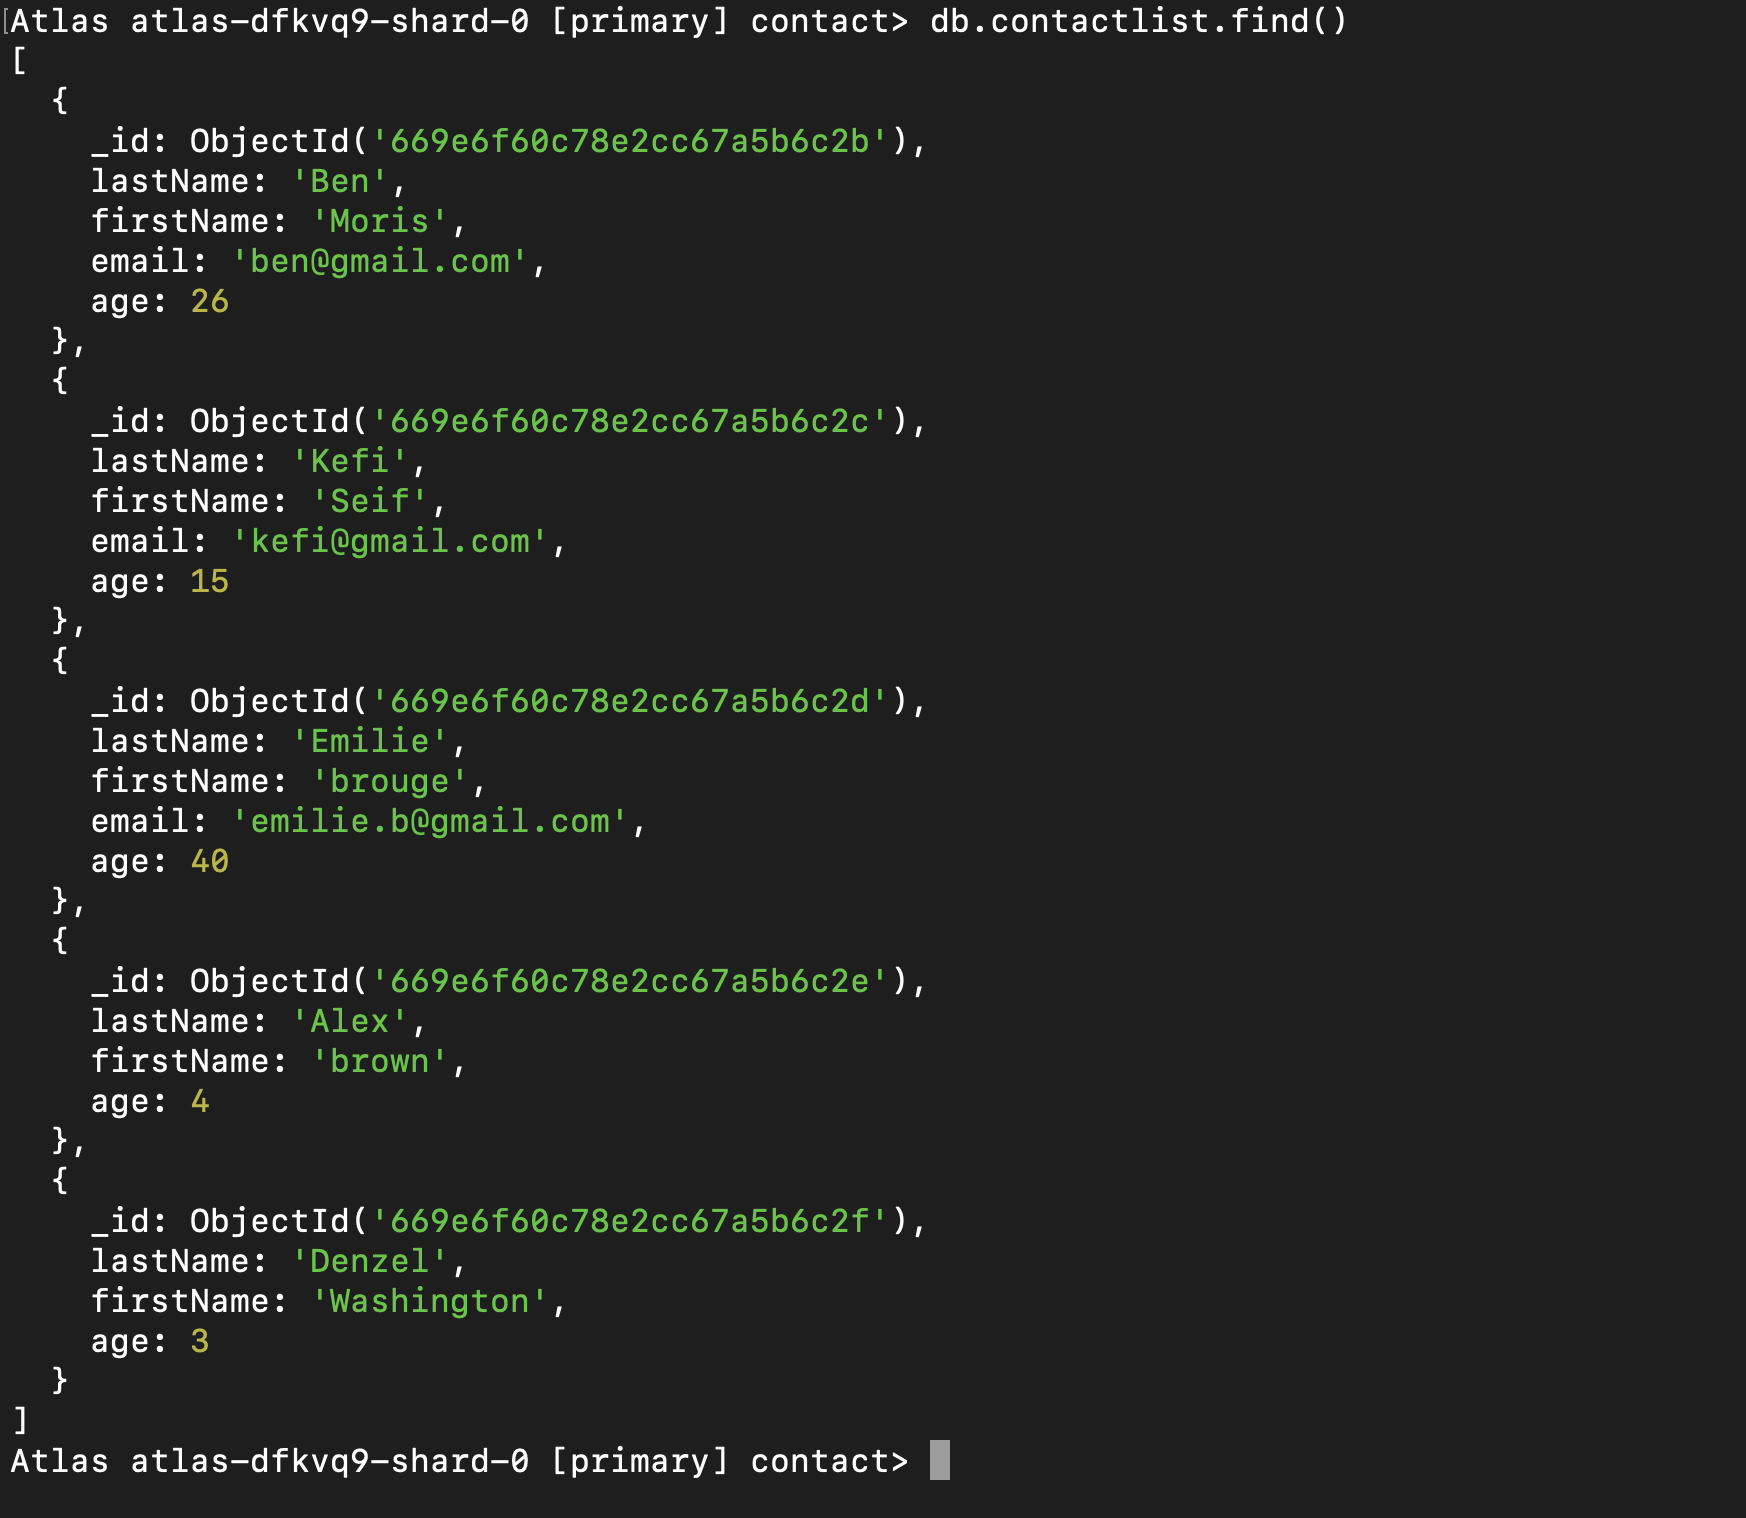 [Atlas atlas-dfkvq9-shard-0 [primary] contact> db.contactlist.find()
[
  {
    _id: ObjectId('669e6f60c78e2cc67a5b6c2b'),
    lastName: 'Ben',
    firstName: 'Moris',
    email: 'ben@gmail.com',
    age: 26
  },
  {
    _id: ObjectId('669e6f60c78e2cc67a5b6c2c'),
    lastName: 'Kefi',
    firstName: 'Seif',
    email: 'kefi@gmail.com',
    age: 15
  },
  {
    _id: ObjectId('669e6f60c78e2cc67a5b6c2d'),
    lastName: 'Emilie',
    firstName: 'brouge',
    email: 'emilie.b@gmail.com',
    age: 40
  },
  {
    _id: ObjectId('669e6f60c78e2cc67a5b6c2e'),
    lastName: 'Alex',
    firstName: 'brown',
    age: 4
  },
  {
    _id: ObjectId('669e6f60c78e2cc67a5b6c2f'),
    lastName: 'Denzel',
    firstName: 'Washington',
    age: 3
  }
]
Atlas atlas-dfkvq9-shard-0 [primary] contact>